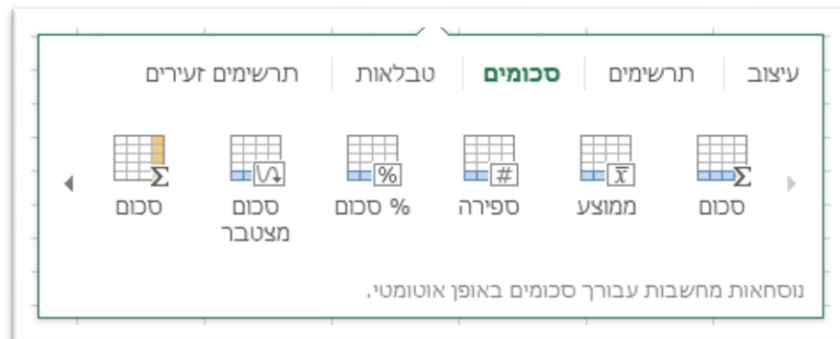 עיצוב תרשימים סכומים טבלאות תרשימים זעירים
סכום ממוצע ספירה % סכום סכום מצטבר סכום
נוסחאות מחשבות עבורך סכומים באופן אוטומטי.